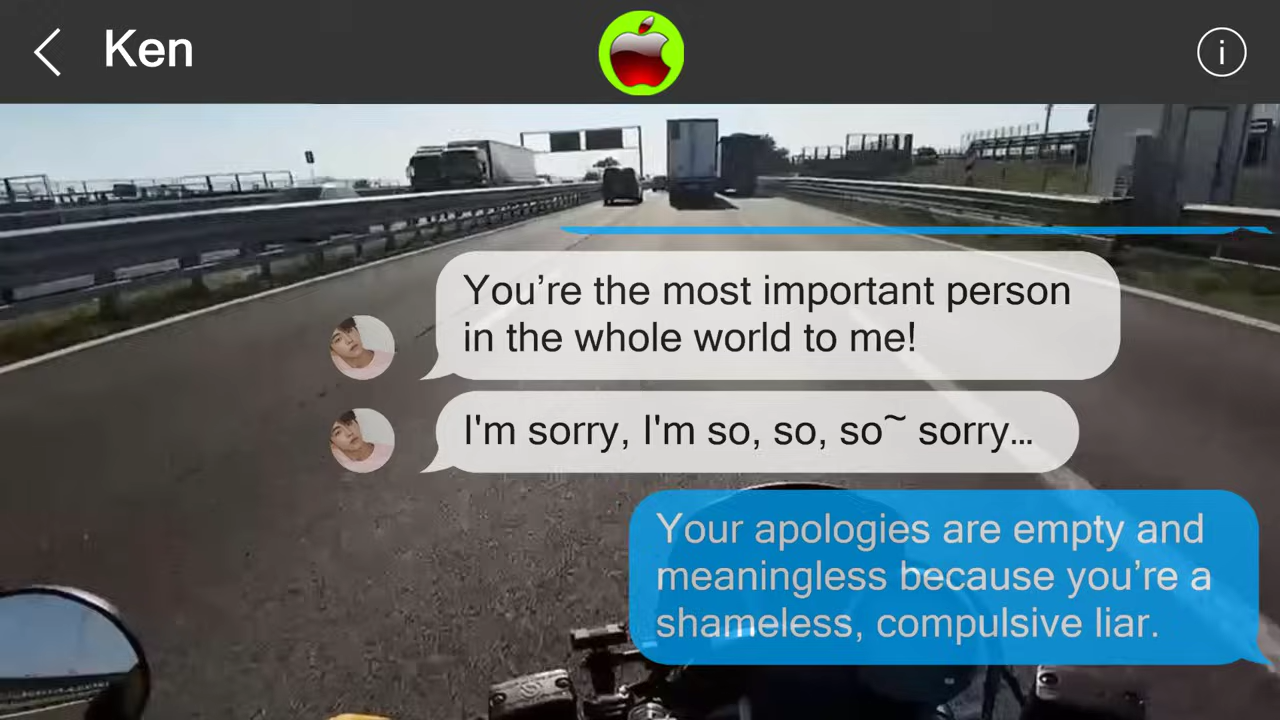 Ken
i
You’re the most important person
in the whole world to me!
I'm sorry, I'm so, so, so~ sorry…
Your apologies are empty and
meaningless because you’re a
shameless, compulsive liar.